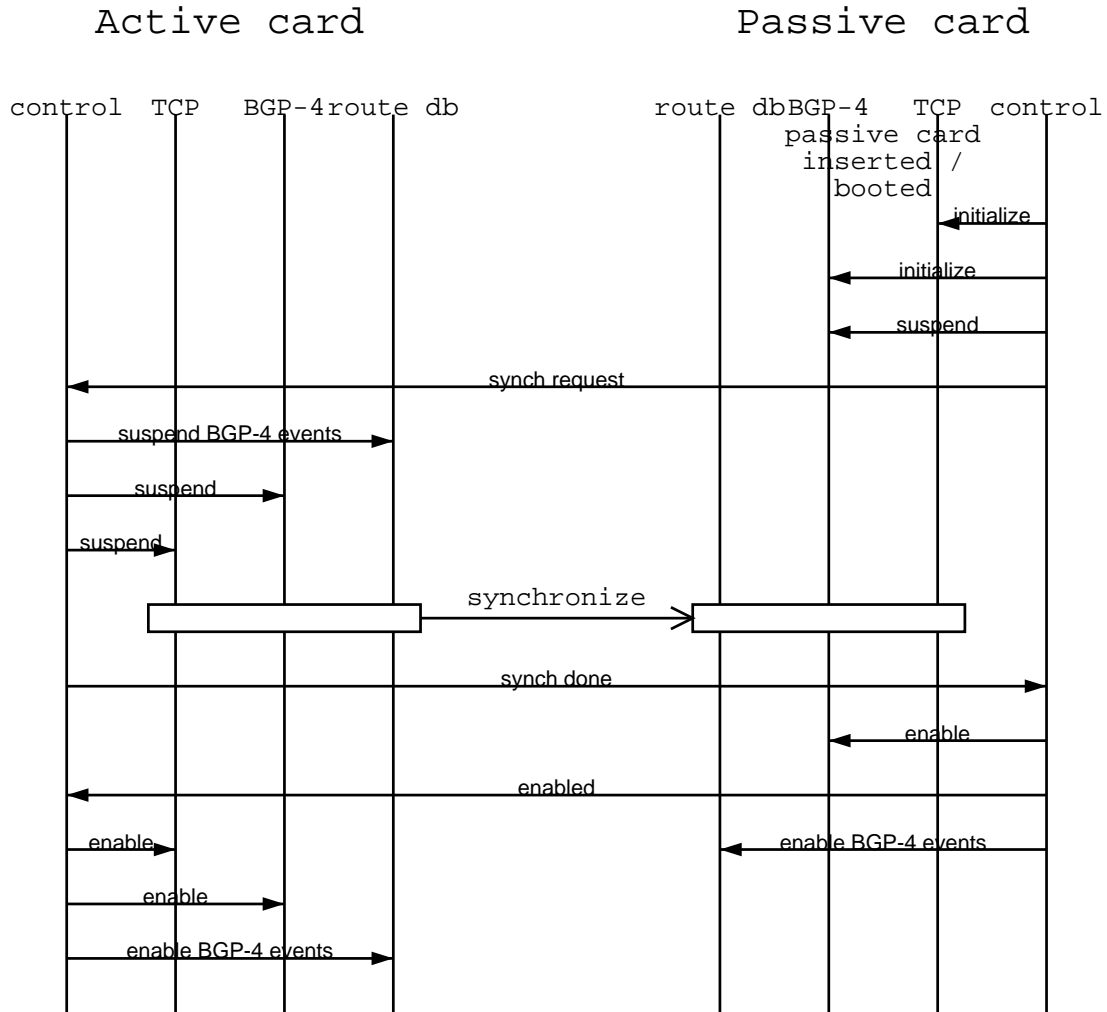 Active card Passive card
control TCP BGP-4 route db route db BGP-4 TCP control
passive card
inserted /
booted
initialize
initialize
suspend
synch request
suspend BGP-4 events
suspend
suspend
synchronize
synch done
enable
enabled
enable enable BGP-4 events
enable
enable BGP-4 events